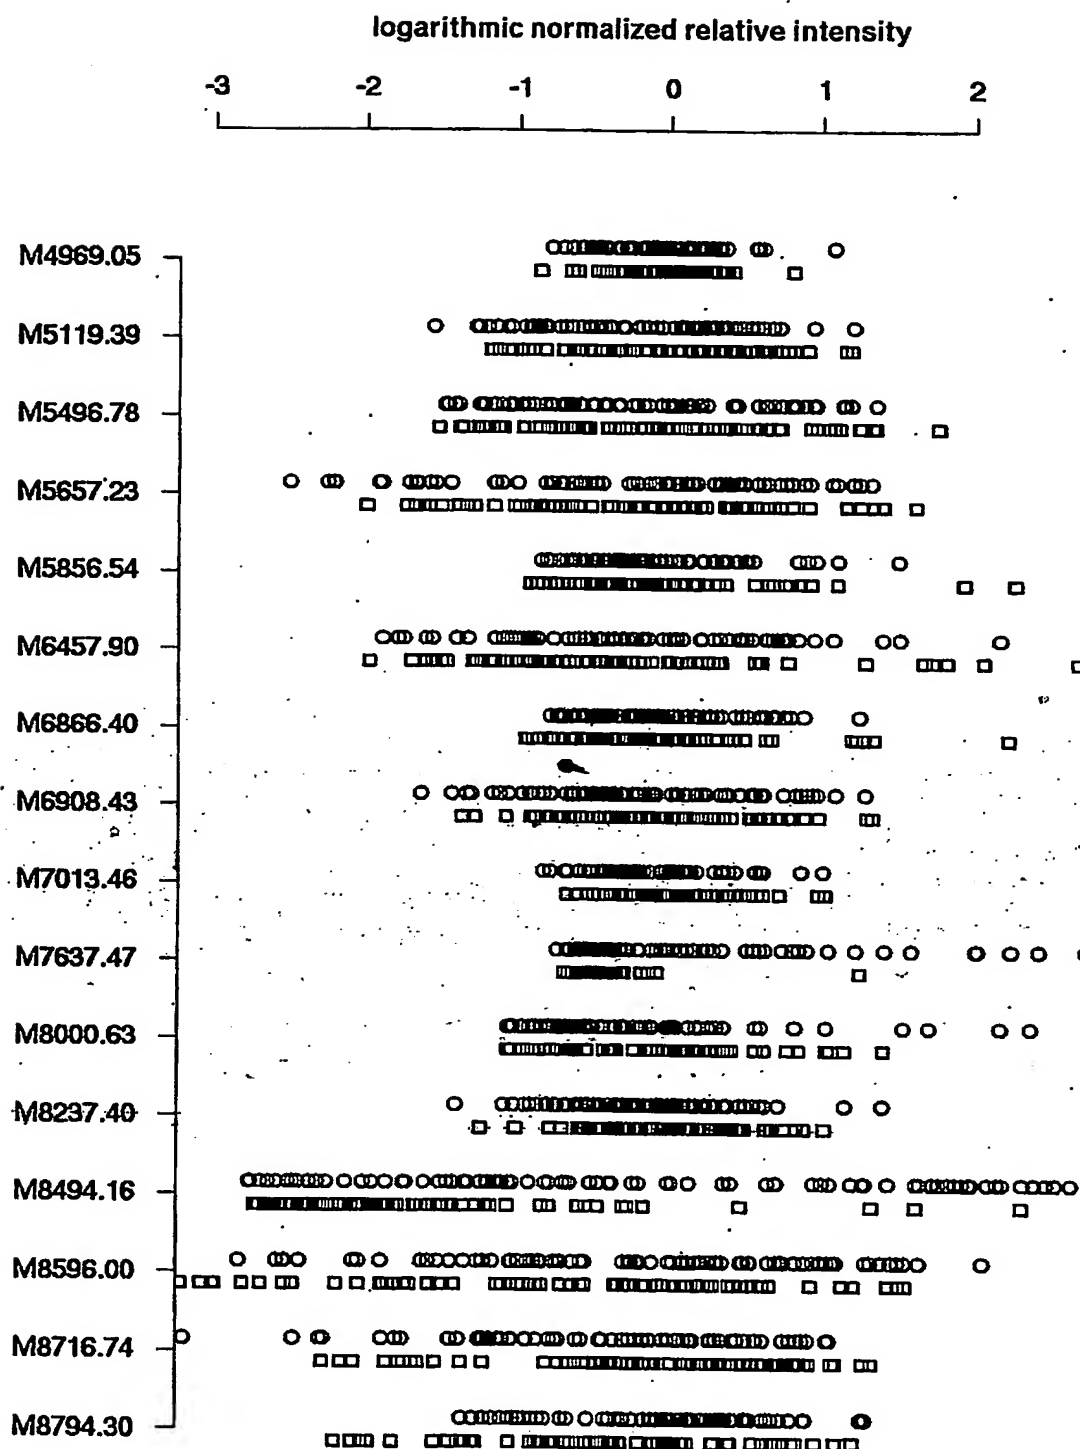 logarithmic normalized relative intensity
-3 -2 -1 0 1 2
M4969.05
M5119.39
M5496.78
M5657.23
M5856.54
M6457.90
M6866.40
M6908.43
M7013.46
M7637.47
M8000.63
M8237.40
M8494.16
M8596.00
M8716.74
M8794.30